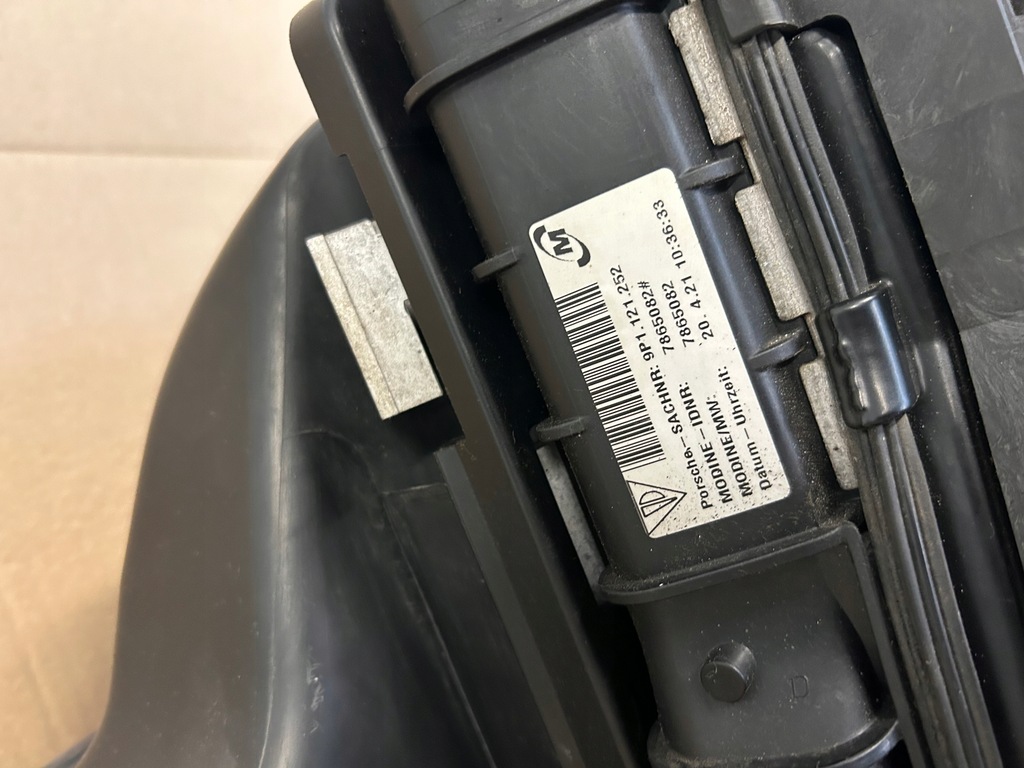 M
Porsche-SACHNR: 9P1.121.252
MODINE-IDNR: 7865082#
MODINE/MW: 7865082
Datum-Uhrzeit: 20. 4.21 10:36:33
D